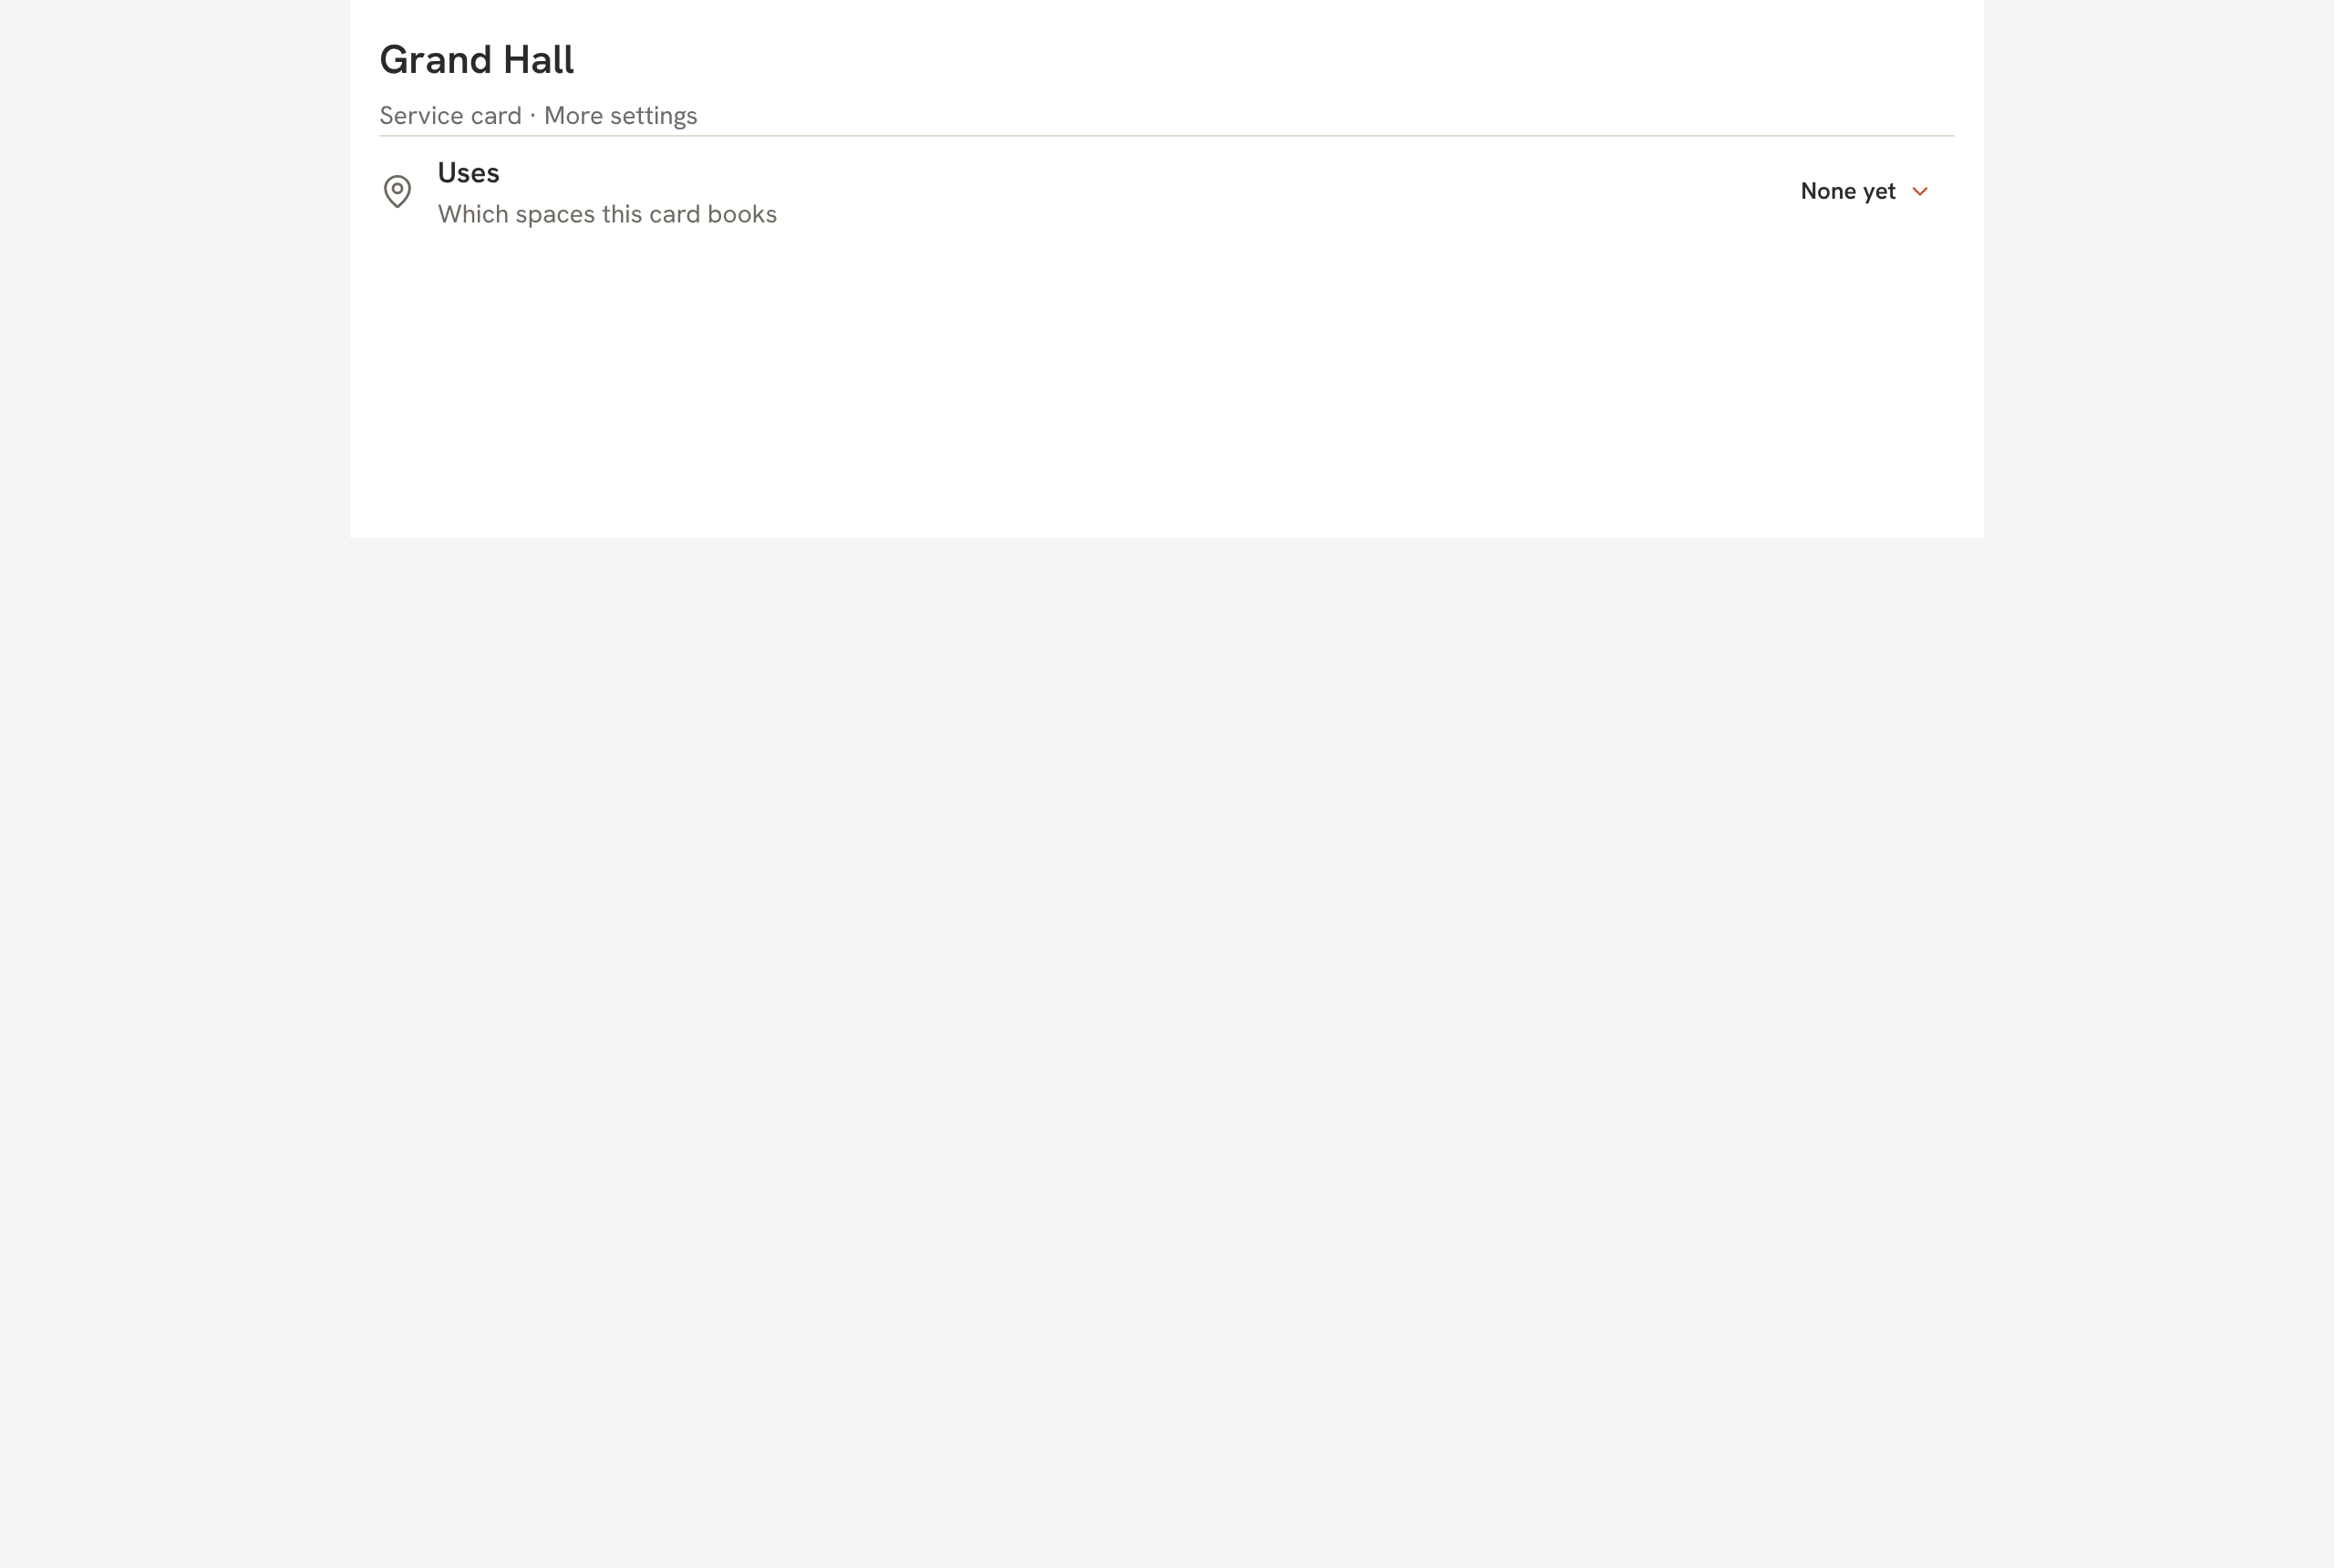 Grand Hall
Service card · More settings
Uses
Which spaces this card books
None yet